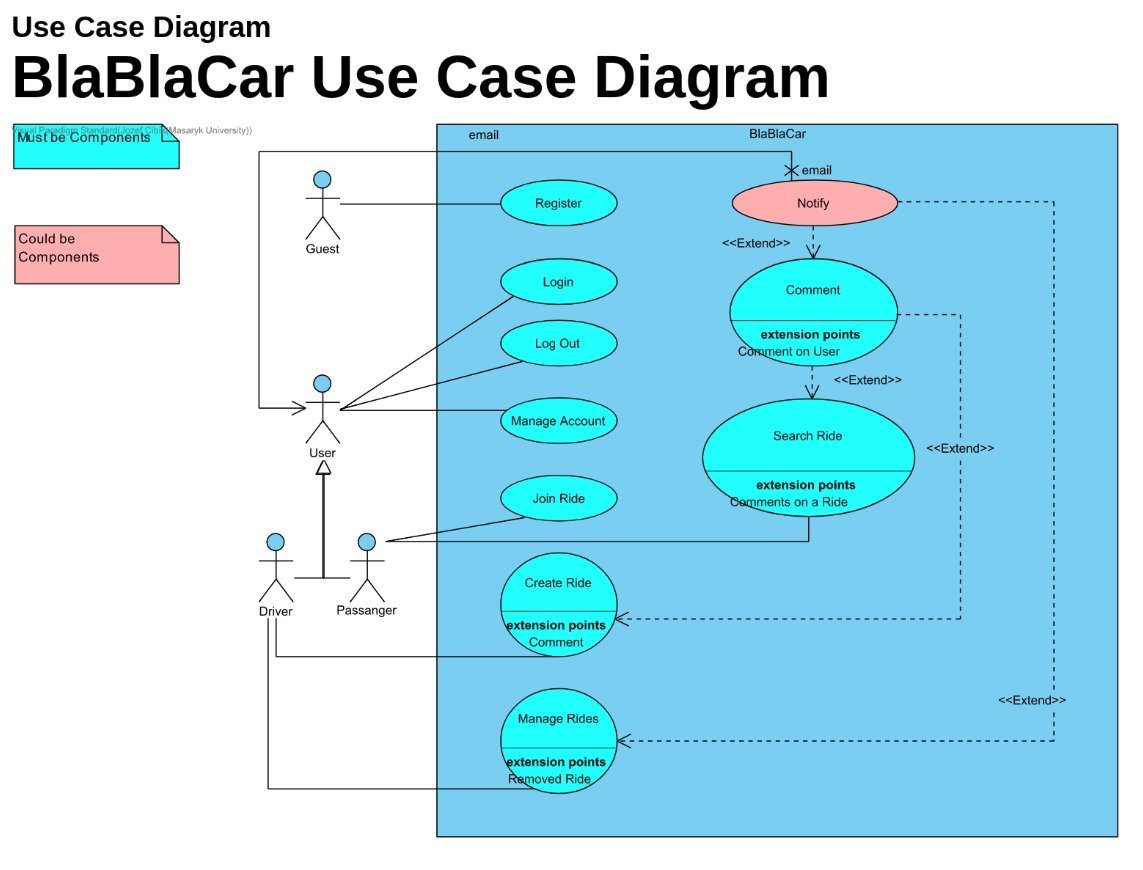 Use Case Diagram
BlaBlaCar Use Case Diagram
Visual Paradigm Standard(Jozef Cibík(Masaryk University))
Must be Components
Could be
Components
email
BlaBlaCar
email
Guest
Register
Notify
<<Extend>>
Login
Comment
extension points
Comment on User
Log Out
<<Extend>>
Manage Account
User
Search Ride
extension points
Comments on a Ride
<<Extend>>
Join Ride
Driver
Passanger
Create Ride
extension points
Comment
<<Extend>>
Manage Rides
extension points
Removed Ride